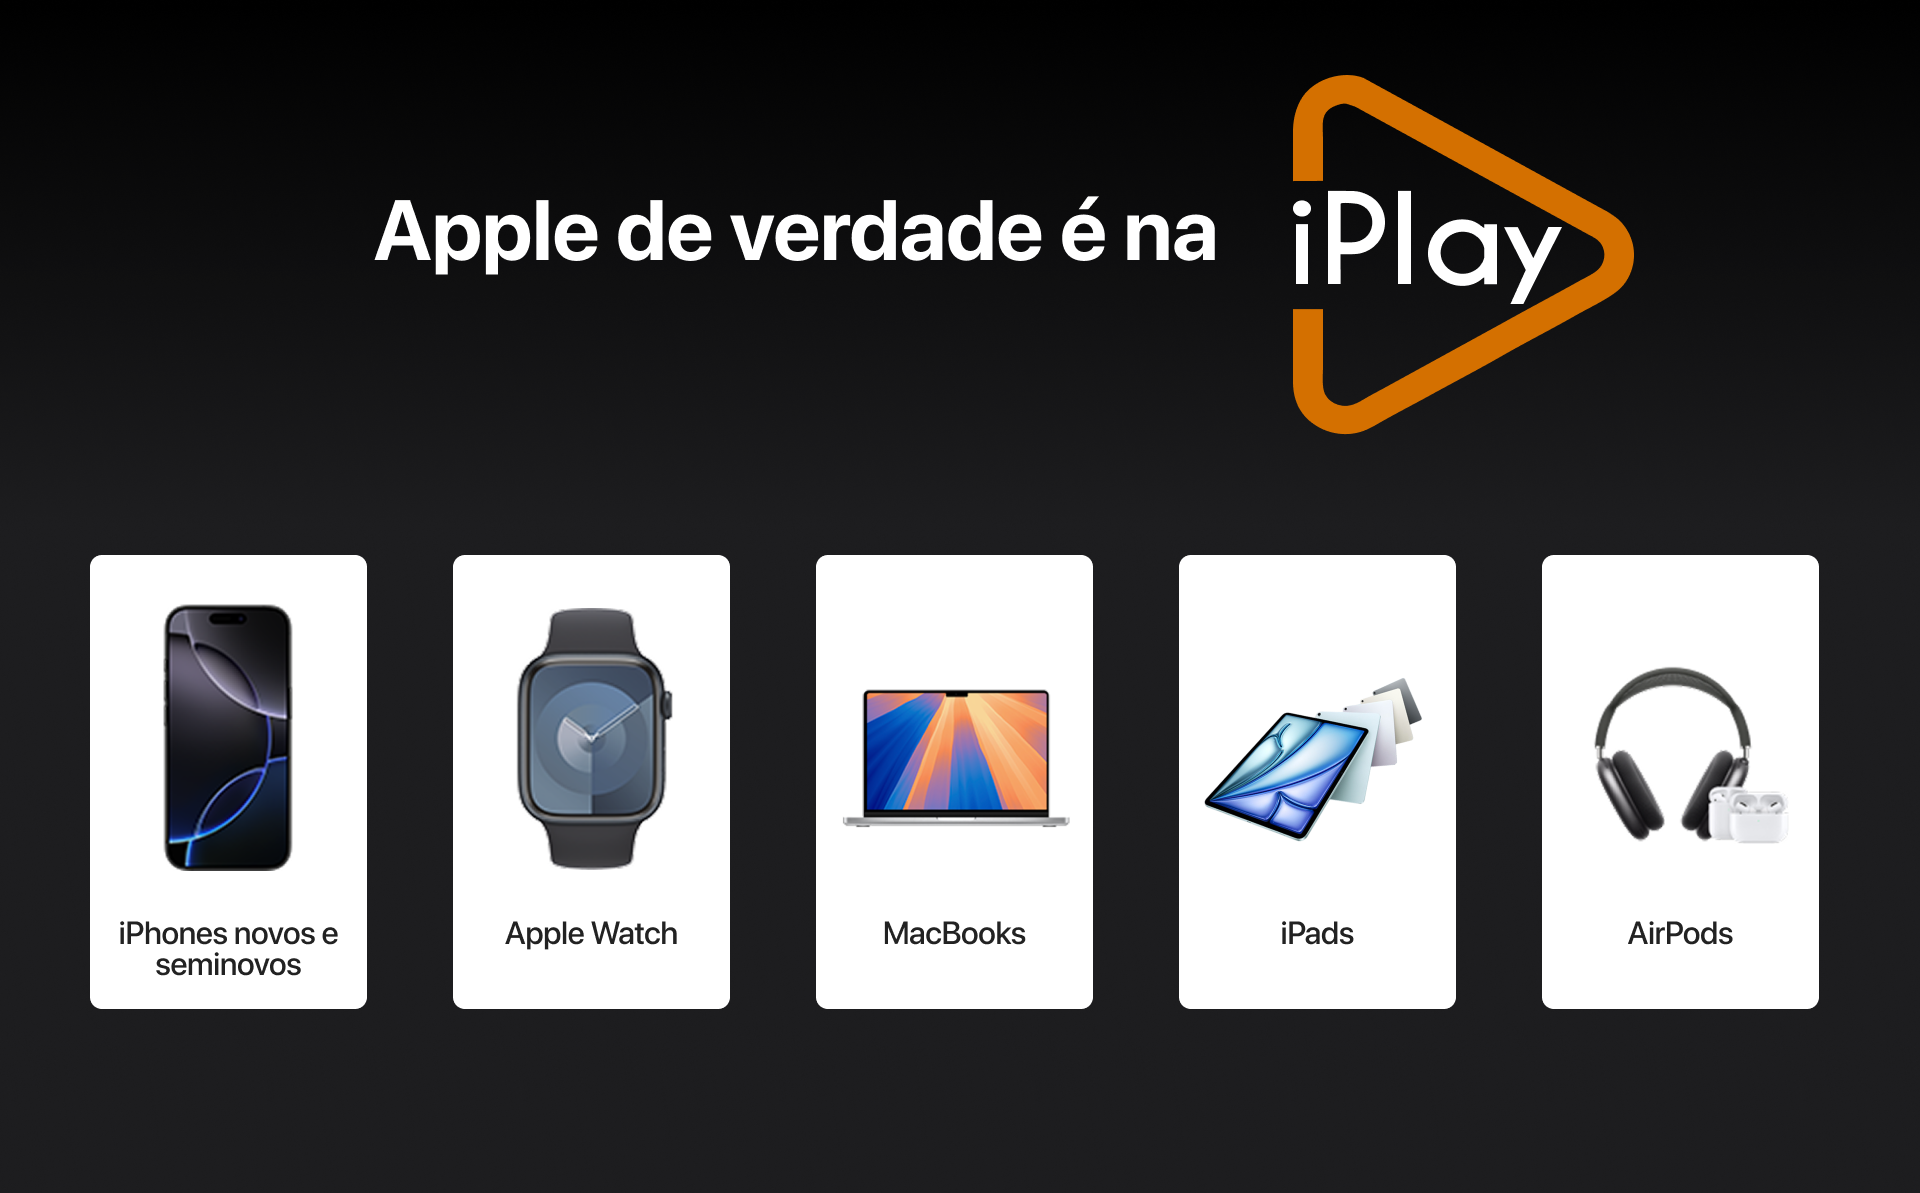 Apple de verdade é na
iPlay
iPhones novos e
seminovos
Apple Watch
MacBooks
iPads
AirPods